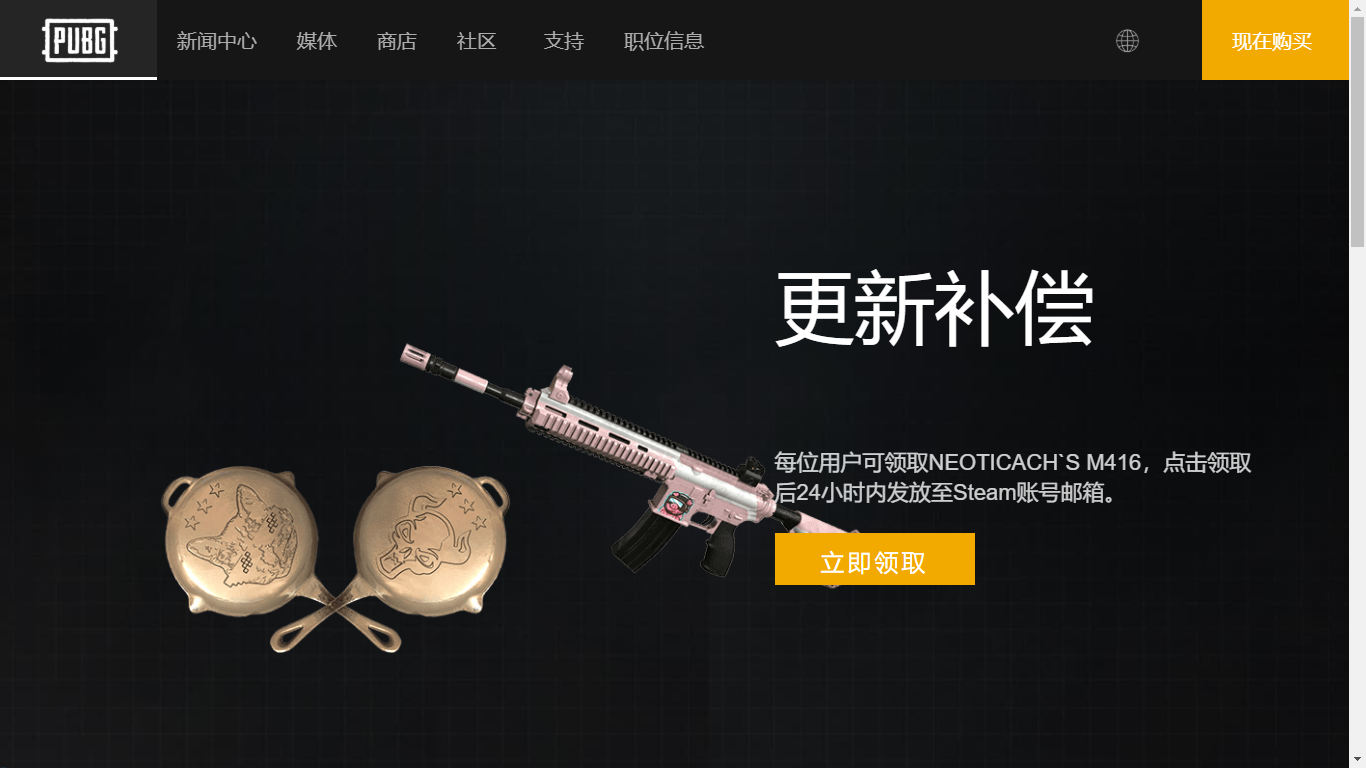 PUBG
新闻中心
媒体
商店
社区
支持
职位信息
现在购买
更新补偿
每位用户可领取NEOTICACH`S M416，点击领取
后24小时内发放至Steam账号邮箱。
立即领取